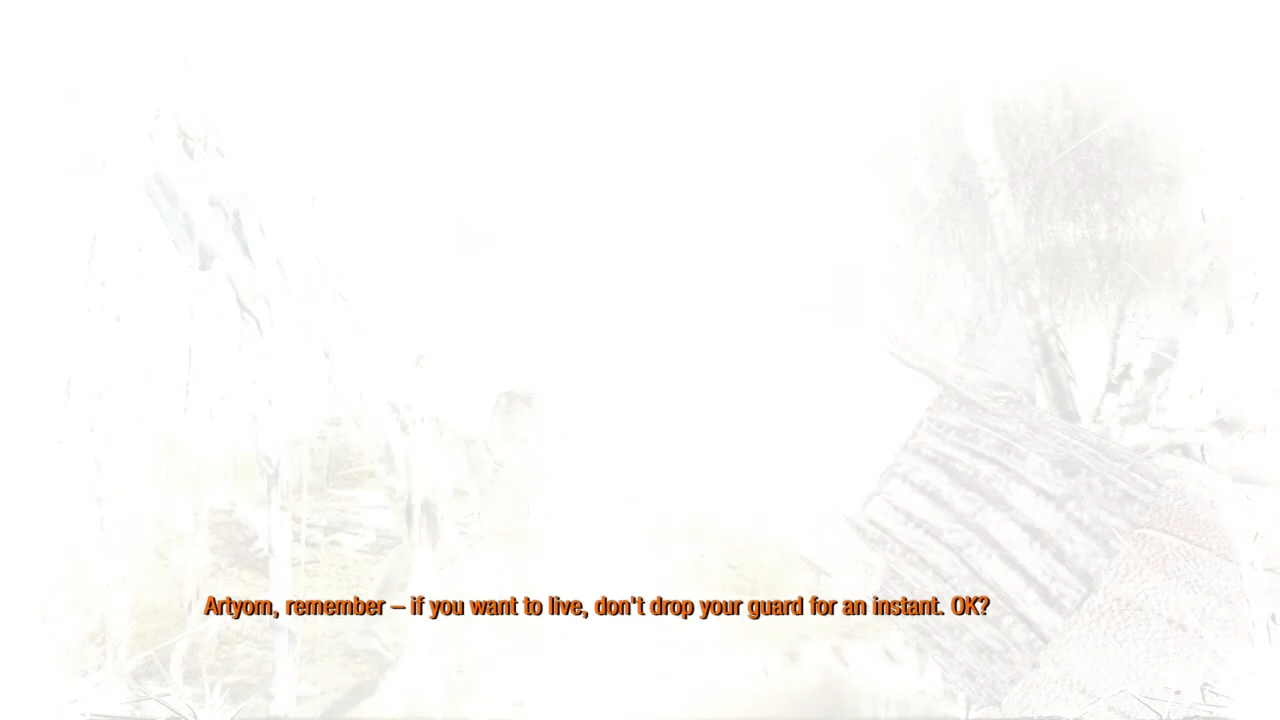 Artyom, remember – if you want to live, don't drop your guard for an instant. OK?